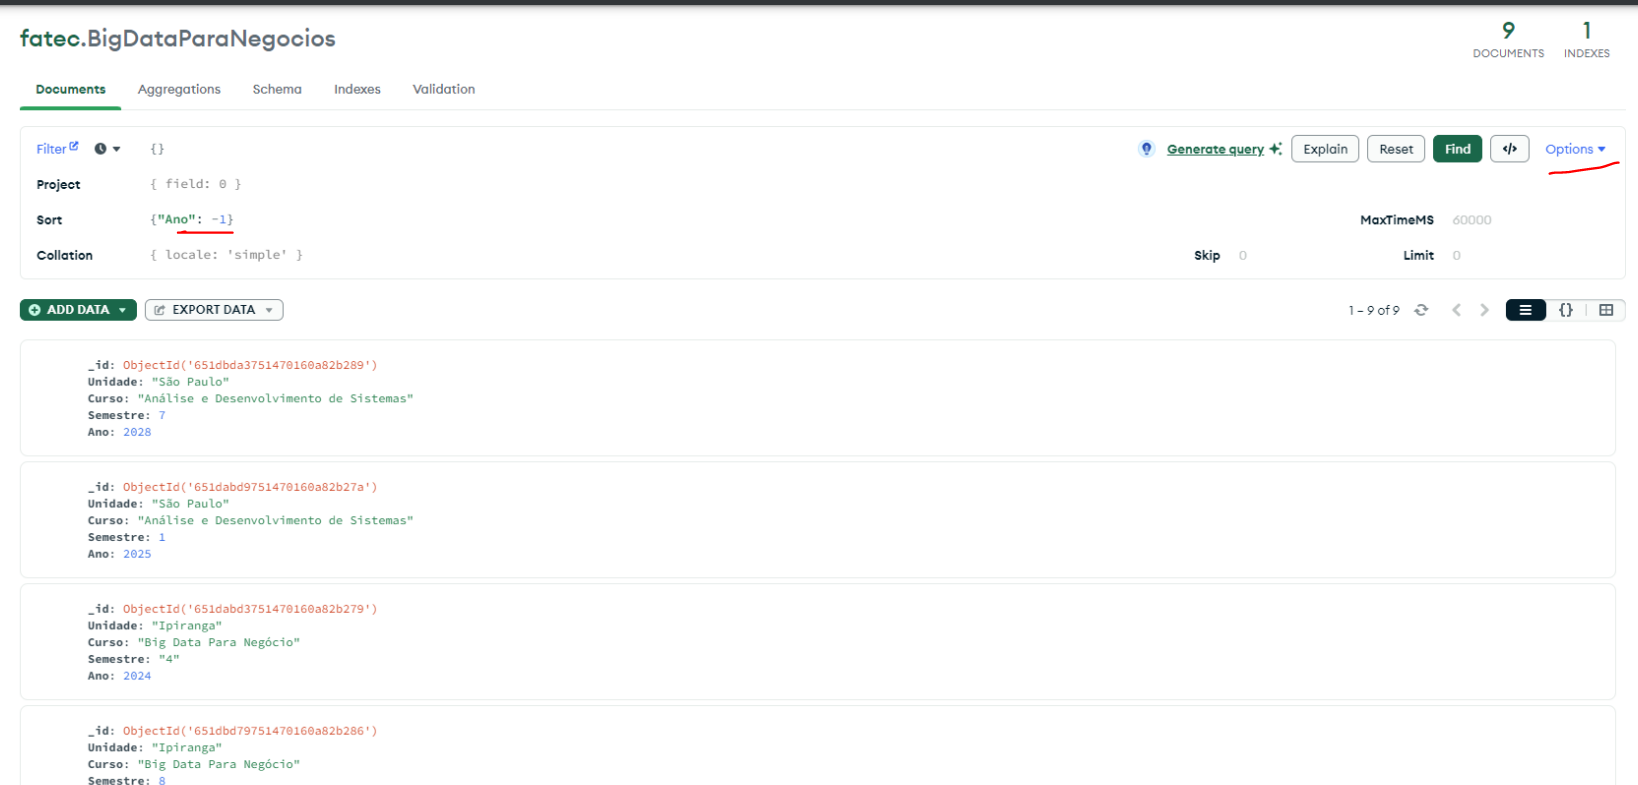 fatec.BigDataParaNegocios
9 1
DOCUMENTS INDEXES
Documents Aggregations Schema Indexes Validation
Filter {} Generate query Explain Reset Find </> Options
Project { field: 0 }
Sort {"Ano": -1} MaxTimeMS 60000
Collation { locale: 'simple' } Skip 0 Limit 0
ADD DATA EXPORT DATA 1 – 9 of 9 {}
_id: ObjectId('651dbda3751470160a82b289')
Unidade: "São Paulo"
Curso: "Análise e Desenvolvimento de Sistemas"
Semestre: 7
Ano: 2028
_id: ObjectId('651dabd9751470160a82b27a')
Unidade: "São Paulo"
Curso: "Análise e Desenvolvimento de Sistemas"
Semestre: 1
Ano: 2025
_id: ObjectId('651dabd3751470160a82b279')
Unidade: "Ipiranga"
Curso: "Big Data Para Negócio"
Semestre: "4"
Ano: 2024
_id: ObjectId('651dbd79751470160a82b286')
Unidade: "Ipiranga"
Curso: "Big Data Para Negócio"
Semestre: 8